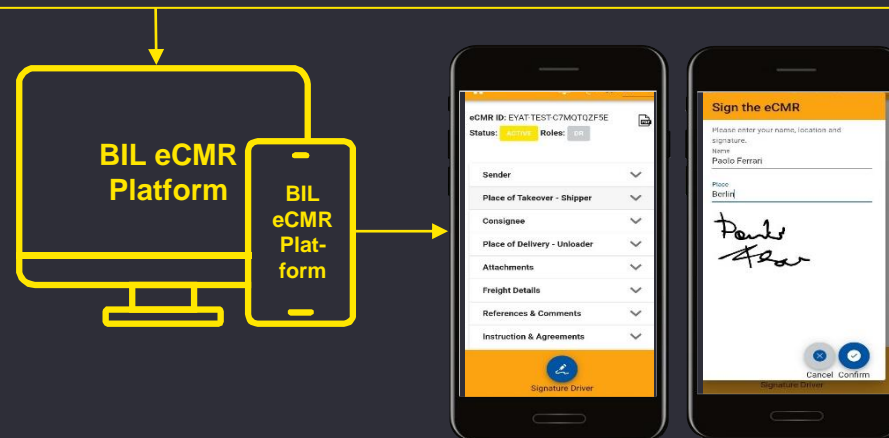 BIL eCMR
Platform
BIL
eCMR
Plat-
form
eCMR ID: EYAT-TEST-C7MQTQZF5E
Status: ACTIVE Roles: DR
Sender
Place of Takeover - Shipper
Consignee
Place of Delivery - Unloader
Attachments
Freight Details
References & Comments
Instruction & Agreements
Signature Driver
Sign the eCMR
Please enter your name, location and
signature.
Name
Paolo Ferrari
Place
Berlin
Cancel Confirm
Signature Driver